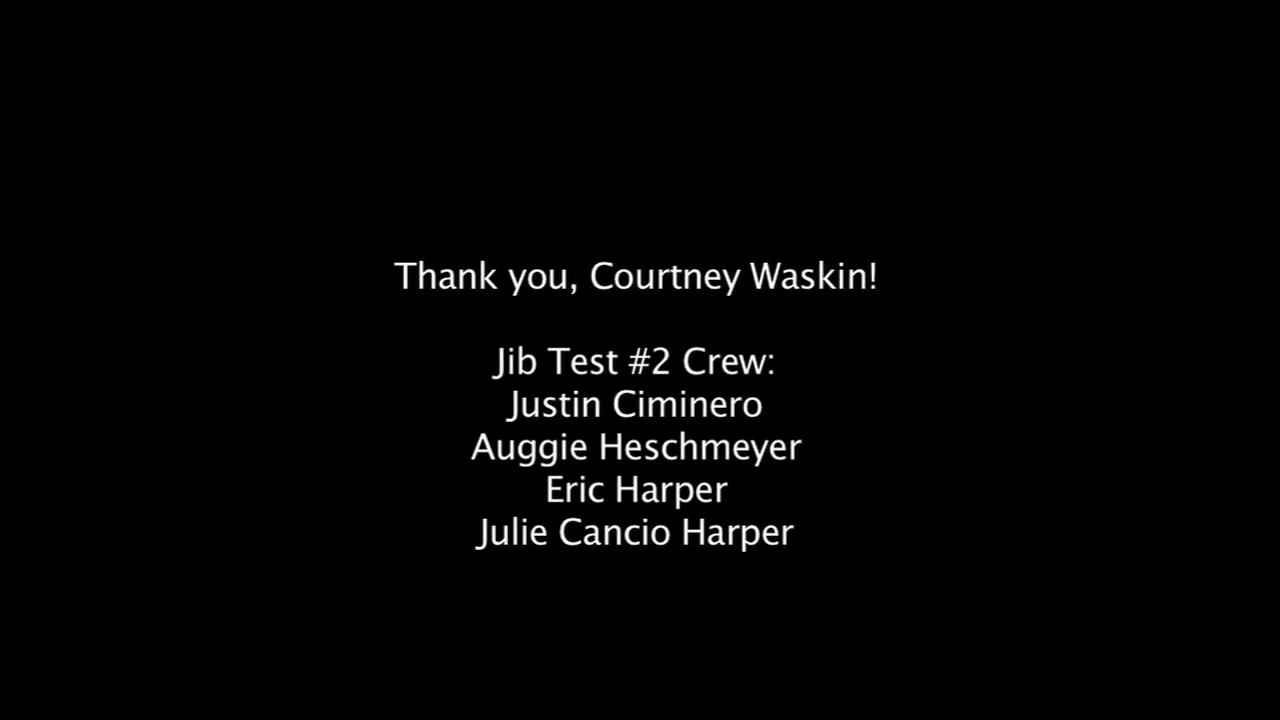 Thank you, Courtney Waskin!
Jib Test #2 Crew:
Justin Ciminero
Auggie Heschmeyer
Eric Harper
Julie Cancio Harper